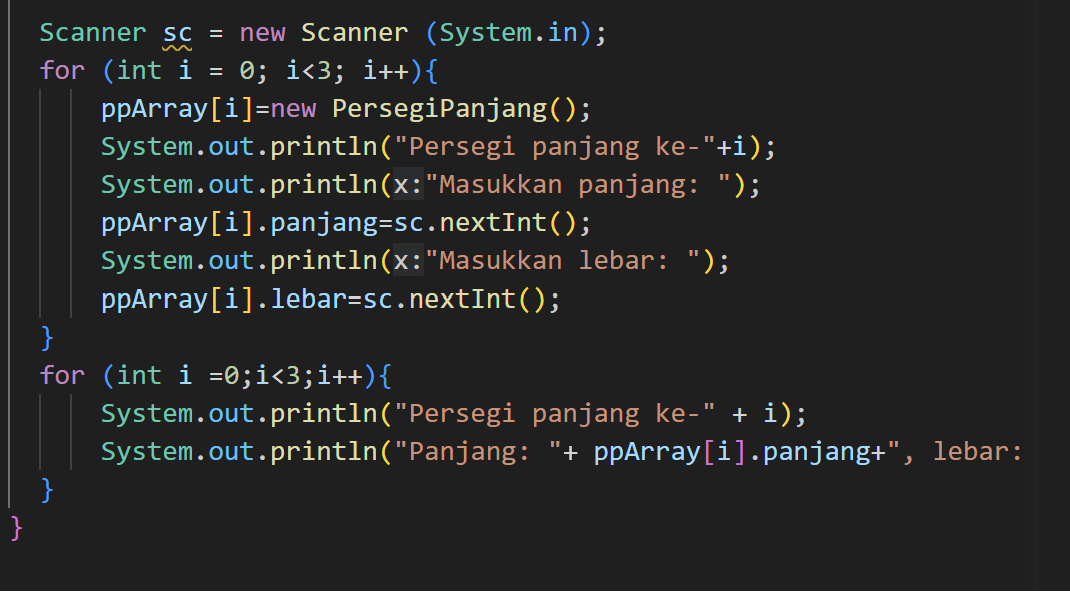 Scanner sc = new Scanner (System.in);
for (int i = 0; i<3; i++){
ppArray[i]=new PersegiPanjang();
System.out.println("Persegi panjang ke-"+i);
System.out.println(x:"Masukkan panjang: ");
ppArray[i].panjang=sc.nextInt();
System.out.println(x:"Masukkan lebar: ");
ppArray[i].lebar=sc.nextInt();
}
for (int i =0;i<3;i++){
System.out.println("Persegi panjang ke-" + i);
System.out.println("Panjang: "+ ppArray[i].panjang+", lebar:
}
}